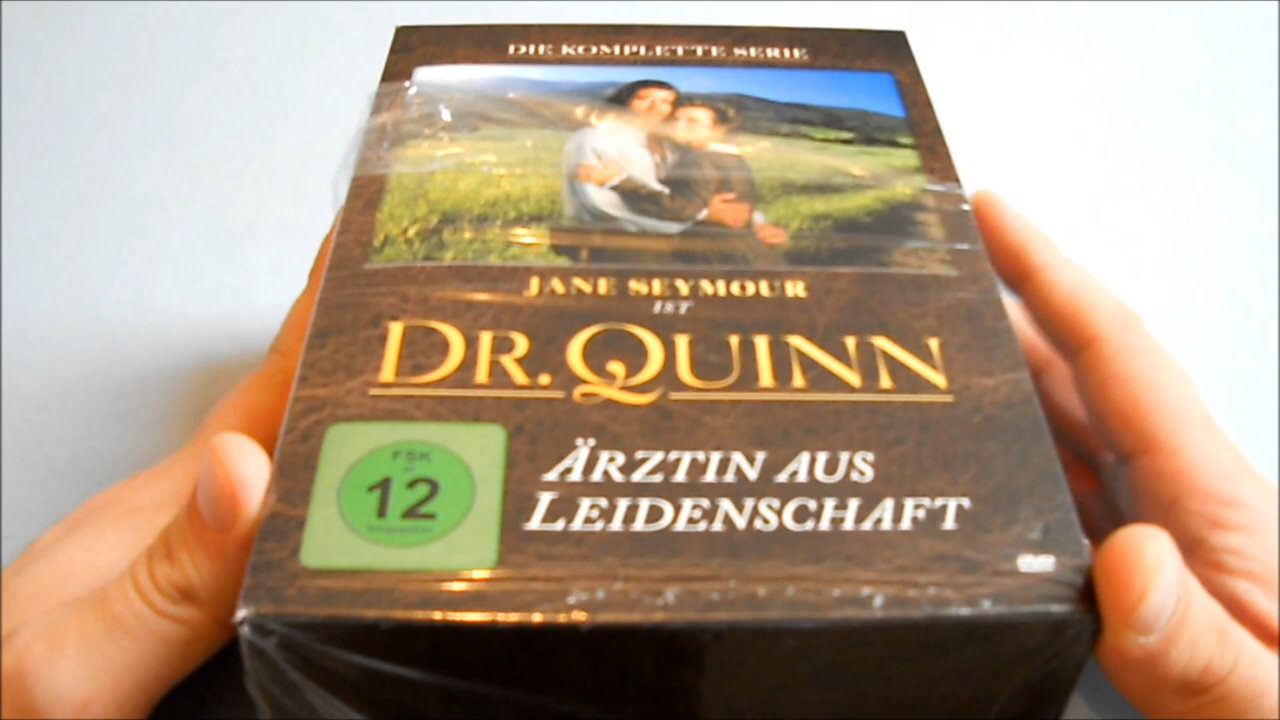 DIE KOMPLETTE SERIE
JANE SEYMOUR
IST
DR. QUINN
ÄRZTIN AUS
LEIDENSCHAFT
FSK
12
DVD